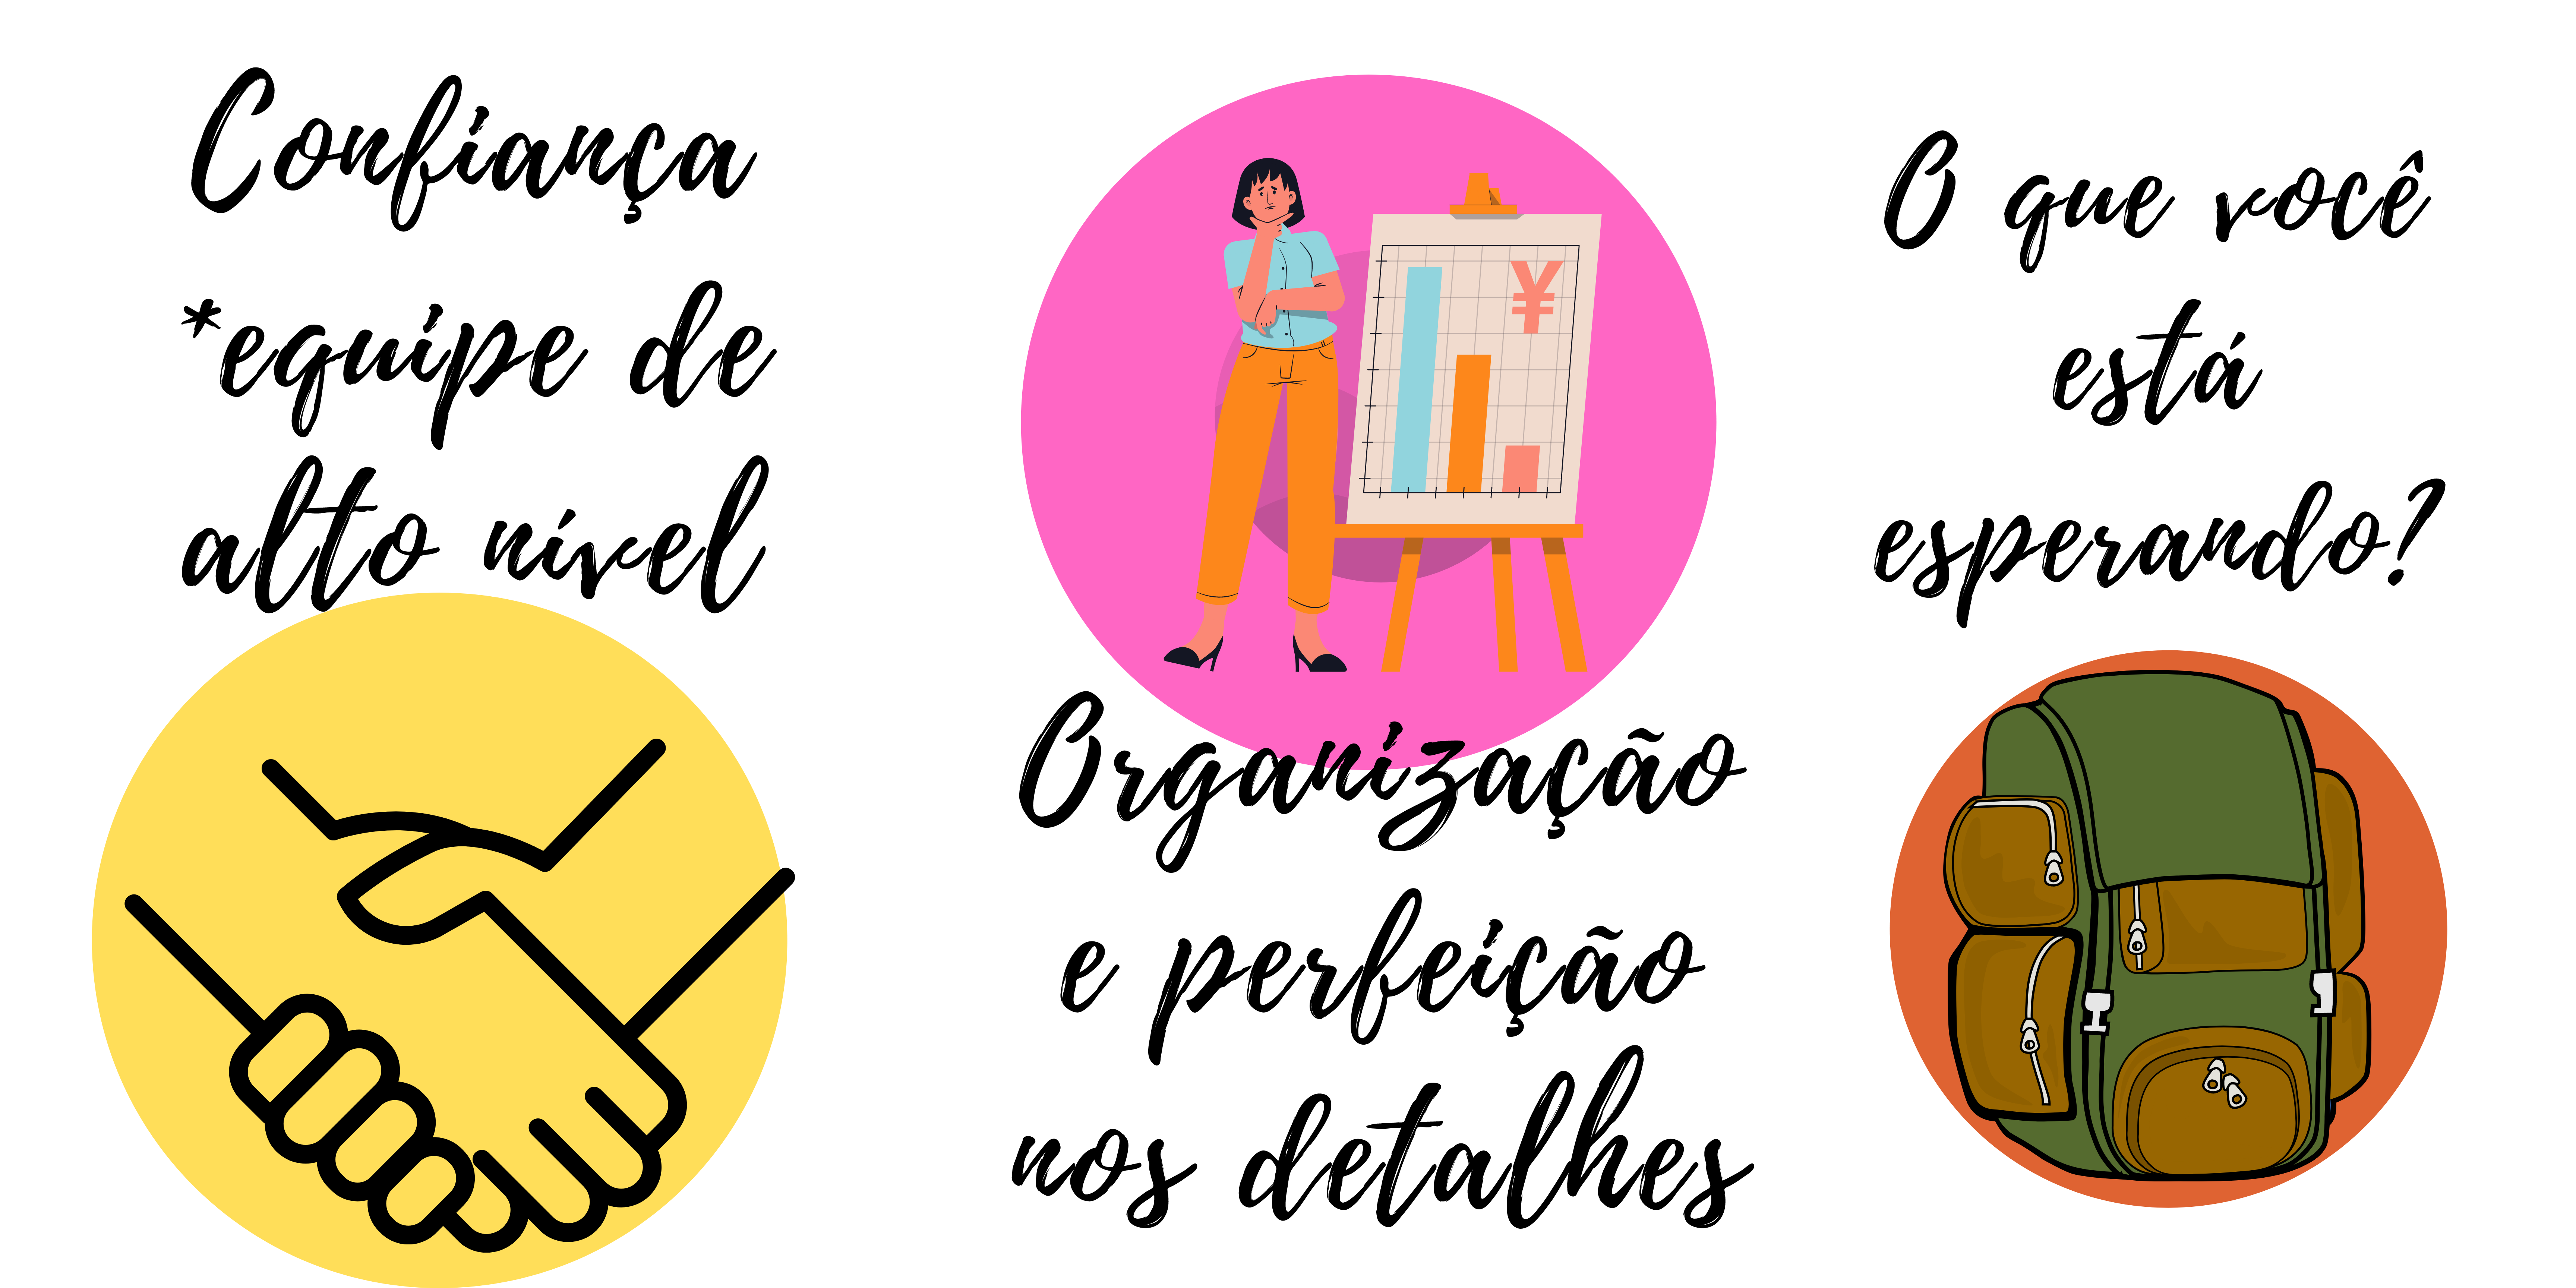 Confiança
*equipe de
alto nível
¥
Organização
e perfeição
nos detalhes
O que você
está
esperando?